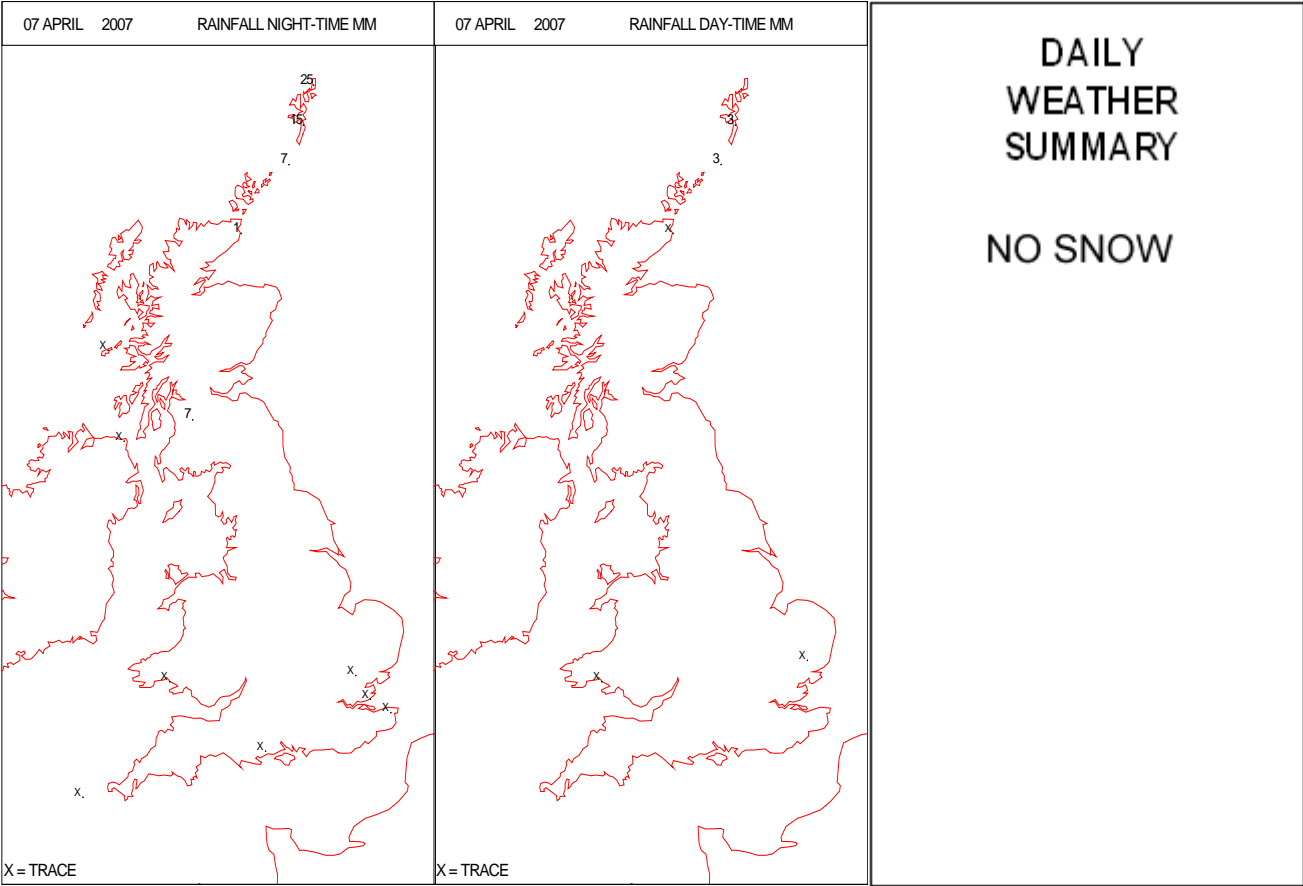 07 APRIL 2007 RAINFALL NIGHT-TIME MM
25
15
7
1
X
7
X
X
X
X
X
X
X
X = TRACE
07 APRIL 2007 RAINFALL DAY-TIME MM
3
3
X
X
X
X = TRACE
DAILY
WEATHER
SUMMARY
NO SNOW